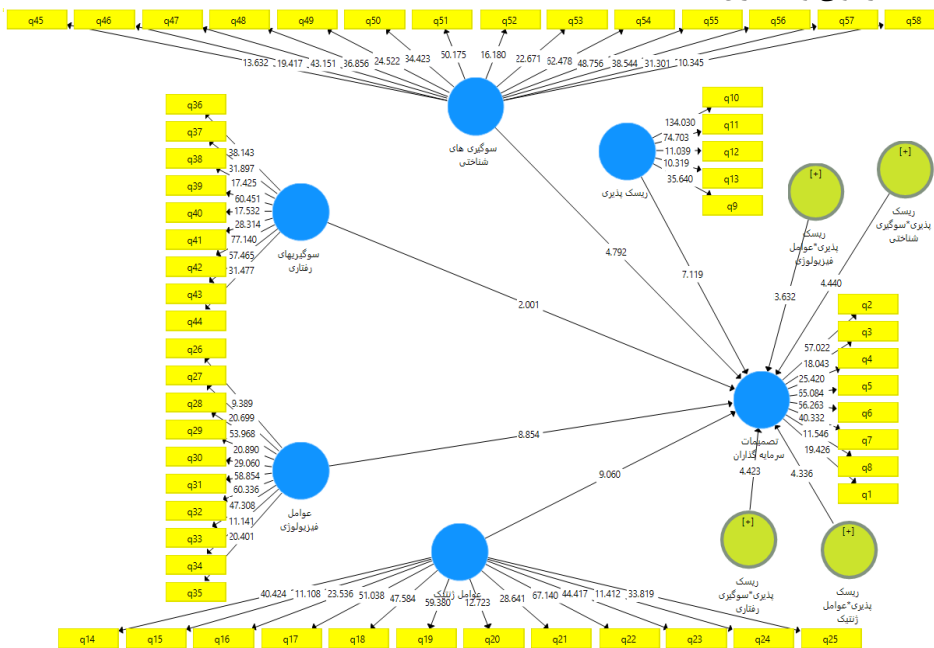 q45 q46 q47 q48 q49 q50 q51 q52 q53 q54 q55 q56 q57 q58
13.632 19.417 43.151 36.856 24.522 34.423 50.175 16.180 22.671 52.478 48.756 38.544 31.301 10.345
سوگیری های
شناختی
q36
q37
q38
q39
q40
q41
q42
q43
q44
38.143
31.897
17.425
60.451
17.532
28.314
77.140
57.465
31.477
سوگیریهای
رفتاری
q10
q11
q12
q13
q9
134.030
74.703
11.039
10.319
35.640
ریسک پذیری
[+]
ریسک
پذیری*عوامل
فیزیولوژی
[+]
ریسک
پذیری*سوگیری
شناختی
4.792
7.119
3.632
4.440
2.001
8.854
9.060
4.423
4.336
q2
q3
q4
q5
q6
q7
q8
q1
57.022
18.043
25.420
55.084
56.263
40.332
11.546
19.426
تصمیمات
سرمایه گذاران
q26
q27
q28
q29
q30
q31
q32
q33
q34
q35
9.389
20.699
53.968
20.890
29.060
58.854
60.336
47.308
11.141
20.401
عوامل
فیزیولوژی
[+]
ریسک
پذیری*سوگیری
رفتاری
[+]
ریسک
پذیری*عوامل
ژنتیک
عوامل ژنتیک
40.424 11.108 23.536 51.038 47.584 59.380 12.723 28.641 67.140 44.417 11.412 33.819
q14 q15 q16 q17 q18 q19 q20 q21 q22 q23 q24 q25